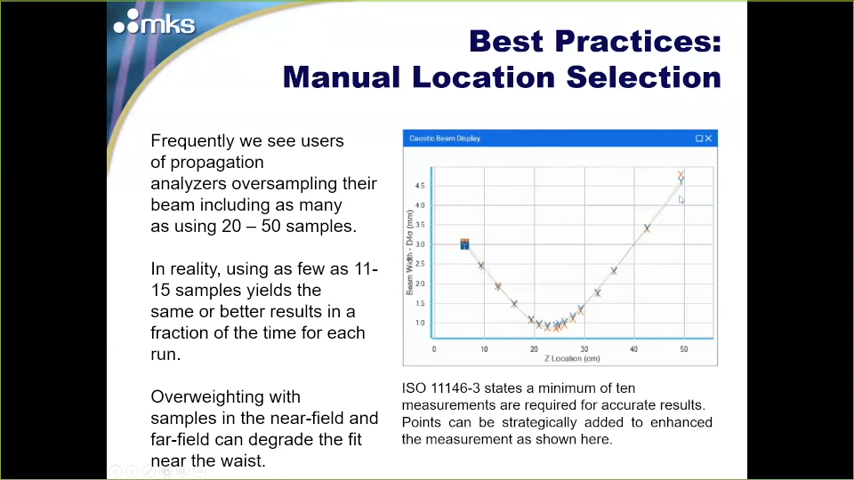 mks
Best Practices:
Manual Location Selection
Frequently we see users
of propagation
analyzers oversampling their
beam including as many
as using 20 – 50 samples.
In reality, using as few as 11-
15 samples yields the
same or better results in a
fraction of the time for each
run.
Overweighting with
samples in the near-field and
far-field can degrade the fit
near the waist.
Caustic Beam Display
Beam Width - D4σ (mm)
4.5
4.0
3.5
3.0
2.5
2.0
1.5
1.0
0 10 20 30 40 50
Z Location (cm)
ISO 11146-3 states a minimum of ten
measurements are required for accurate results.
Points can be strategically added to enhanced
the measurement as shown here.